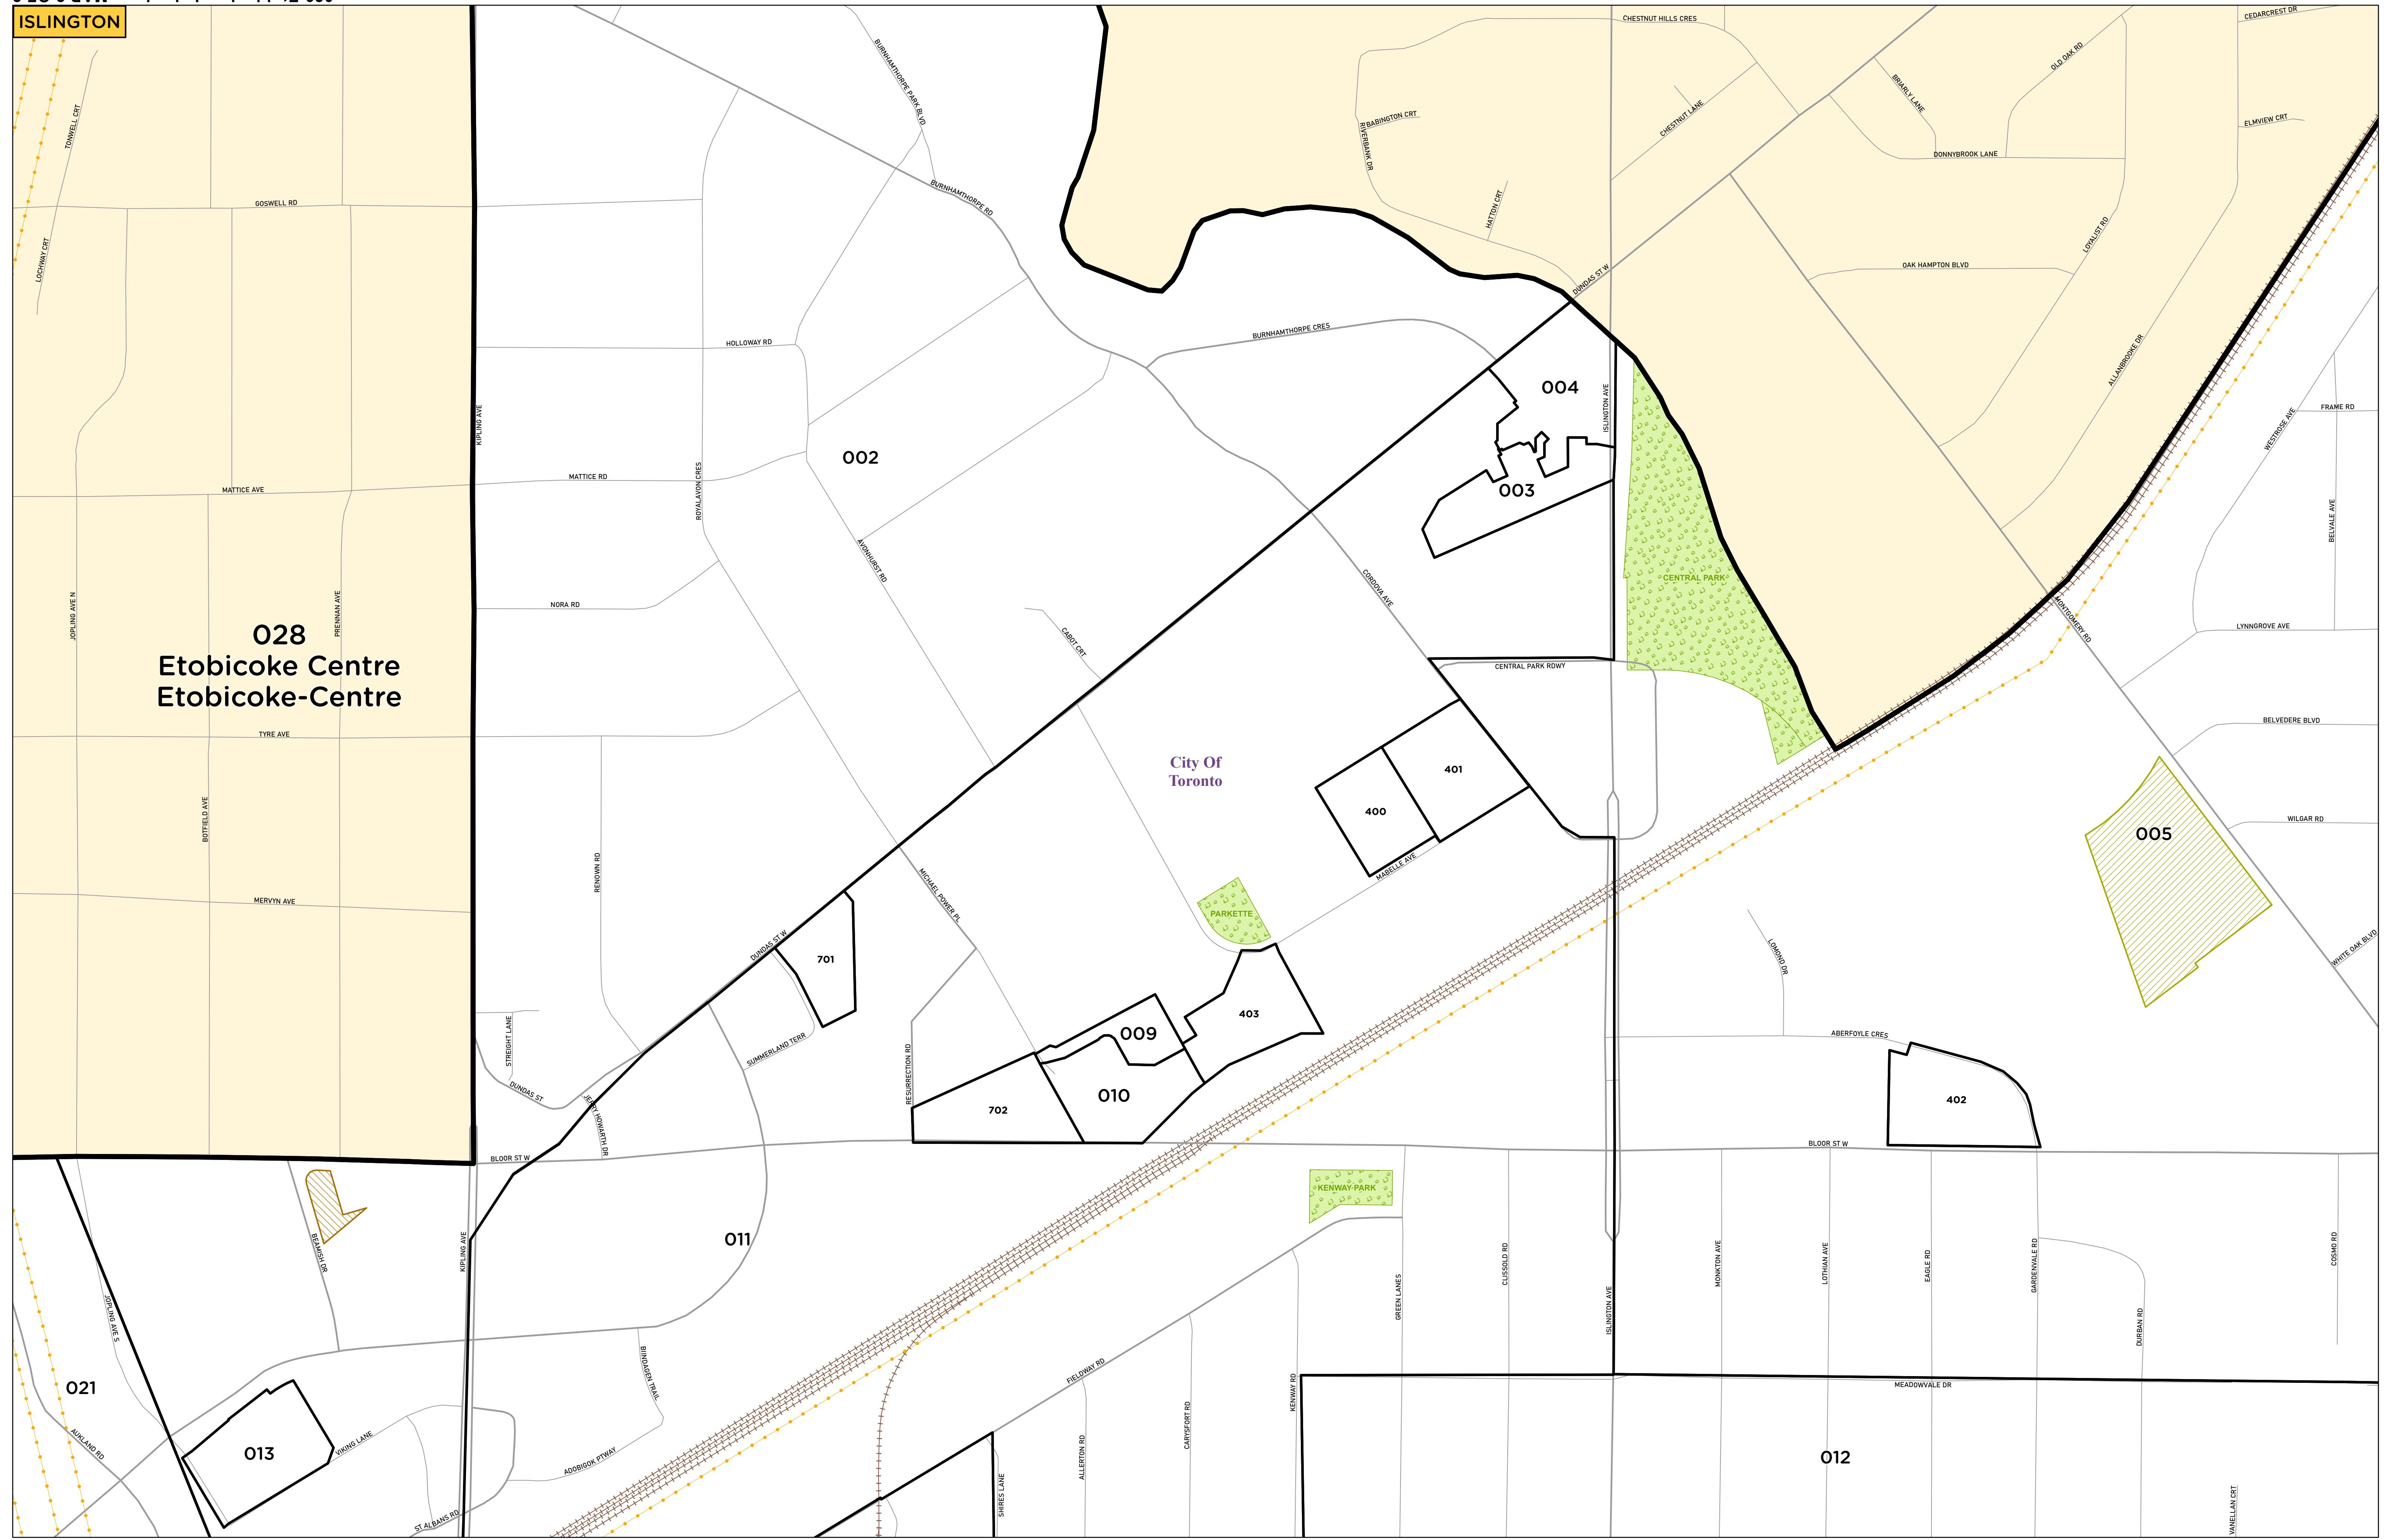 ISLINGTON
CHESTNUT HILLS CRES
CEDARCREST DR
OLD OAK RD
BURNHAMTHORPE PARK BLVD
BRIARLY LANE
CHESTNUT LANE
TONWELL CRT
BABINGTON CRT
ELMVIEW CRT
RIVERBANK DR
DONNYBROOK LANE
BURNHAMTHORPE RD
GOSWELL RD
HATTON CRT
LOYALIST RD
LOCHWAY CRT
OAK HAMPTON BLVD
DUNDAS ST W
BURNHAMTHORPE CRES
HOLLOWAY RD
ALLANBROOKE DR
004
ISLINGTON AVE
KIPLING AVE
FRAME RD
WESTROSE AVE
002
MATTICE RD
MATTICE AVE
ROYALAVON CRES
003
BELVALE AVE
AVONHURST RD
CENTRAL PARK
CORDOVA AVE
JOPLING AVE N
PRENNAN AVE
NORA RD
MONTGOMERY RD
LYNNGROVE AVE
028
Etobicoke Centre
Etobicoke-Centre
CABOT CRT
CENTRAL PARK RDWY
BELVEDERE BLVD
TYRE AVE
City Of
Toronto
401
400
BOTFIELD AVE
005
WILGAR RD
MABELLE AVE
RENOWN RD
MICHAEL POWER PL
MERVYN AVE
PARKETTE
DUNDAS ST W
701
LOMOND DR
WHITE OAK BLVD
403
009
STREIGHT LANE
SUMMERLAND TERR
ABERFOYLE CRES
RESURRECTION RD
DUNDAS ST
JERRY HOWARTH DR
702
010
402
BLOOR ST W
BLOOR ST W
KENWAY PARK
BEAMISH DR
KIPLING AVE
011
GREEN LANES
CLISSOLD RD
ISLINGTON AVE
MONKTON AVE
LOTHIAN AVE
EAGLE RD
GARDENVALE RD
DURBAN RD
COSMO RD
JOPLING AVE S
BIINDAGEN TRAIL
FIELDWAY RD
021
KENWAY RD
MEADOWVALE DR
AUKLAND RD
013
VIKING LANE
ADOBIGOK PTWAY
ALLERTON RD
CARYSFORT RD
012
SHIRES LANE
VANELLAN CRT
ST ALBANS RD